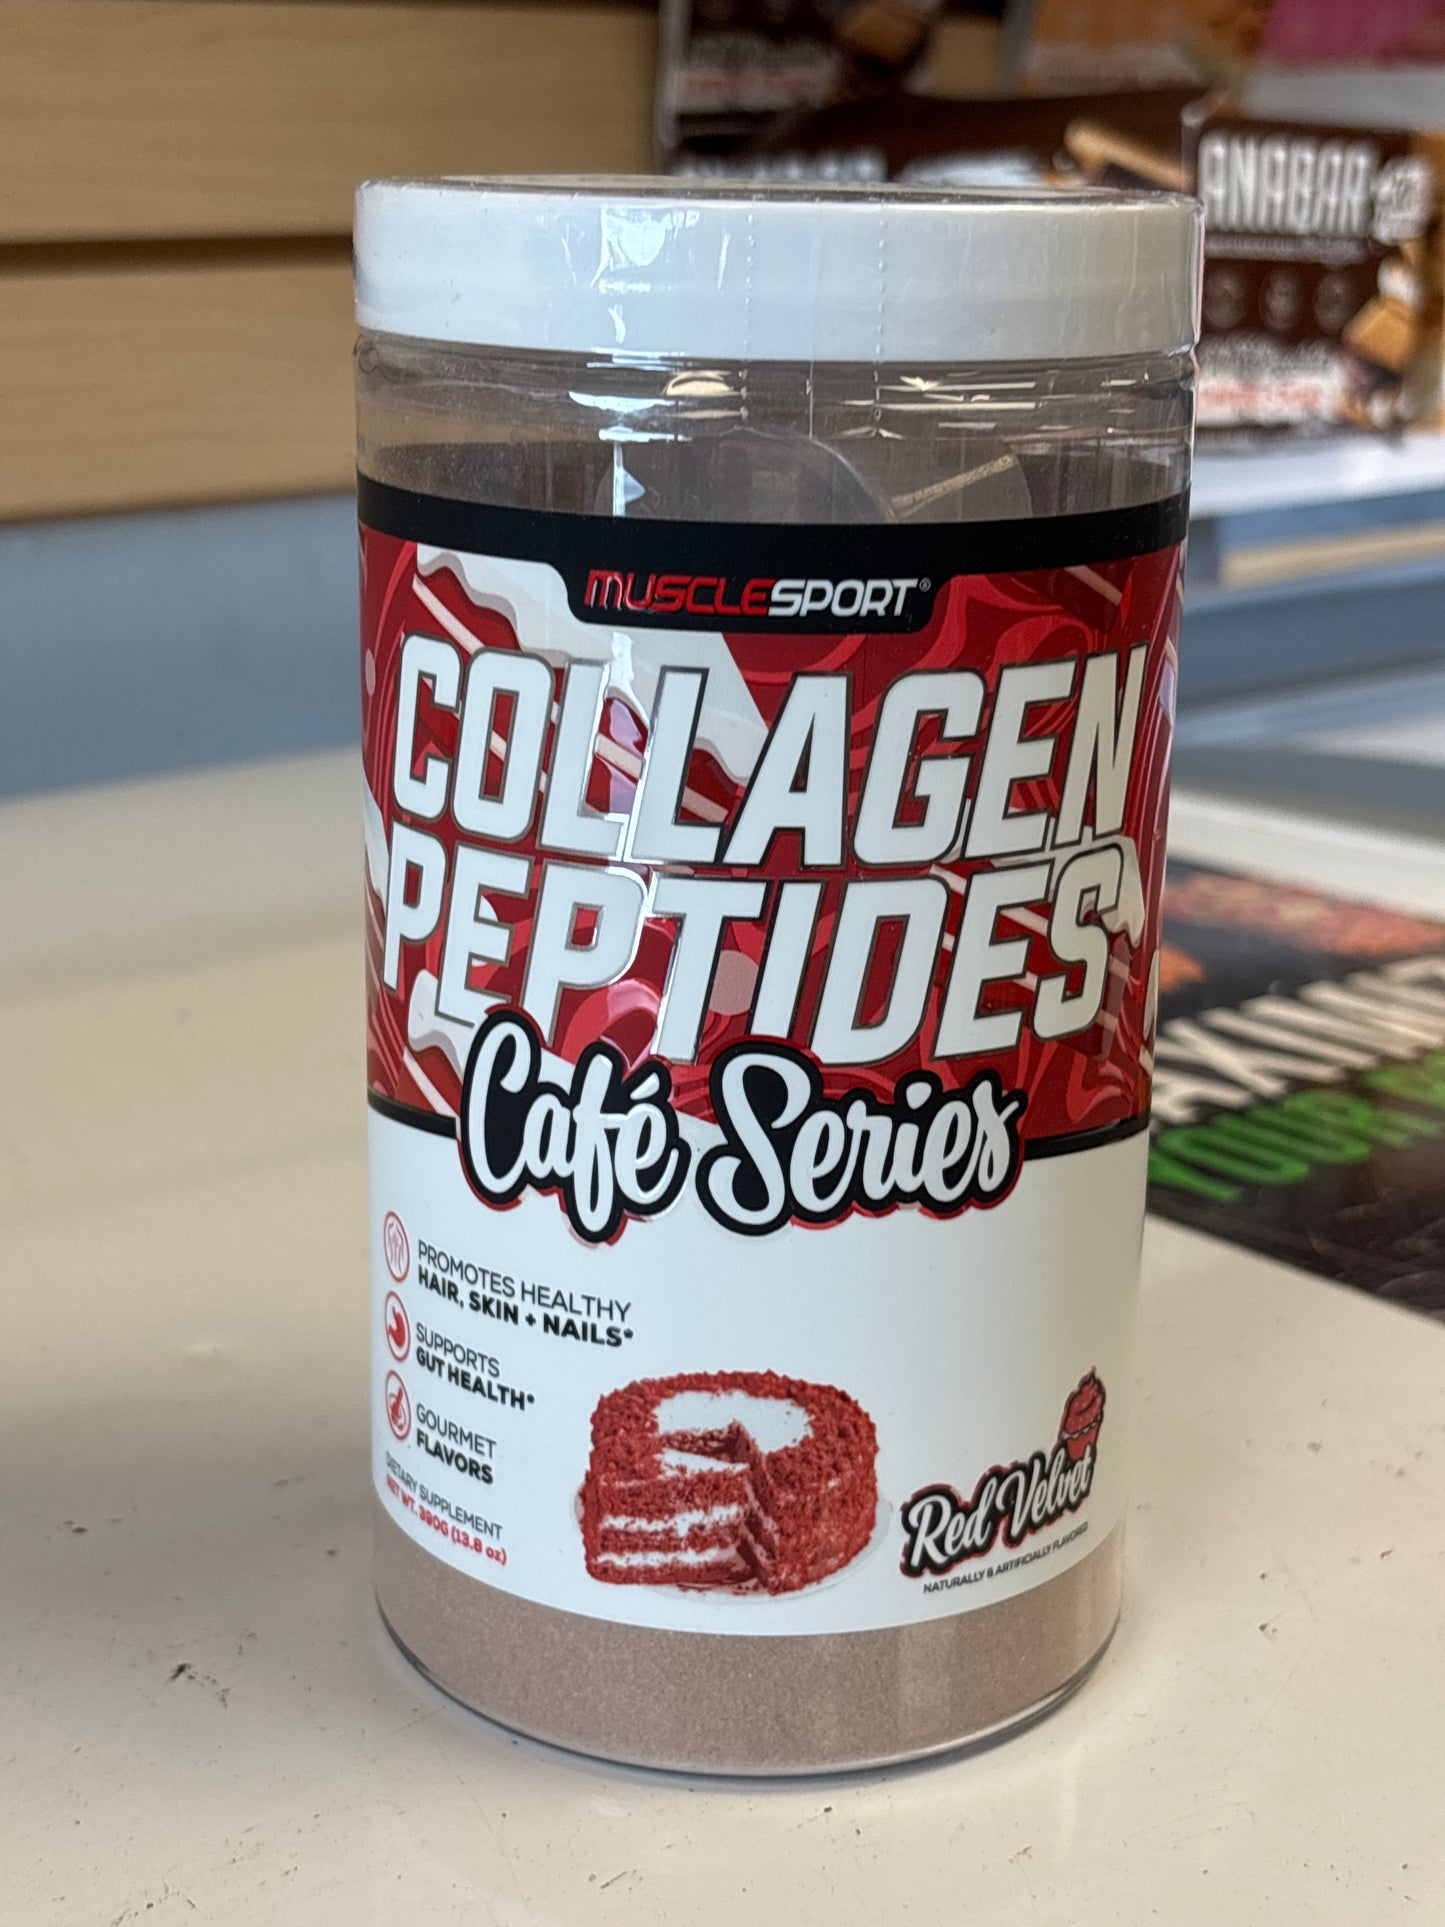 ANABAR
MUSCLESPORT®
COLLAGEN
PEPTIDES
Café Series
PROMOTES HEALTHY
HAIR, SKIN + NAILS*
SUPPORTS
GUT HEALTH*
GOURMET
FLAVORS
DIETARY SUPPLEMENT
NET WT. 390G (13.8 oz)
Red Velvet
NATURALLY & ARTIFICIALLY FLAVORED
YOUR